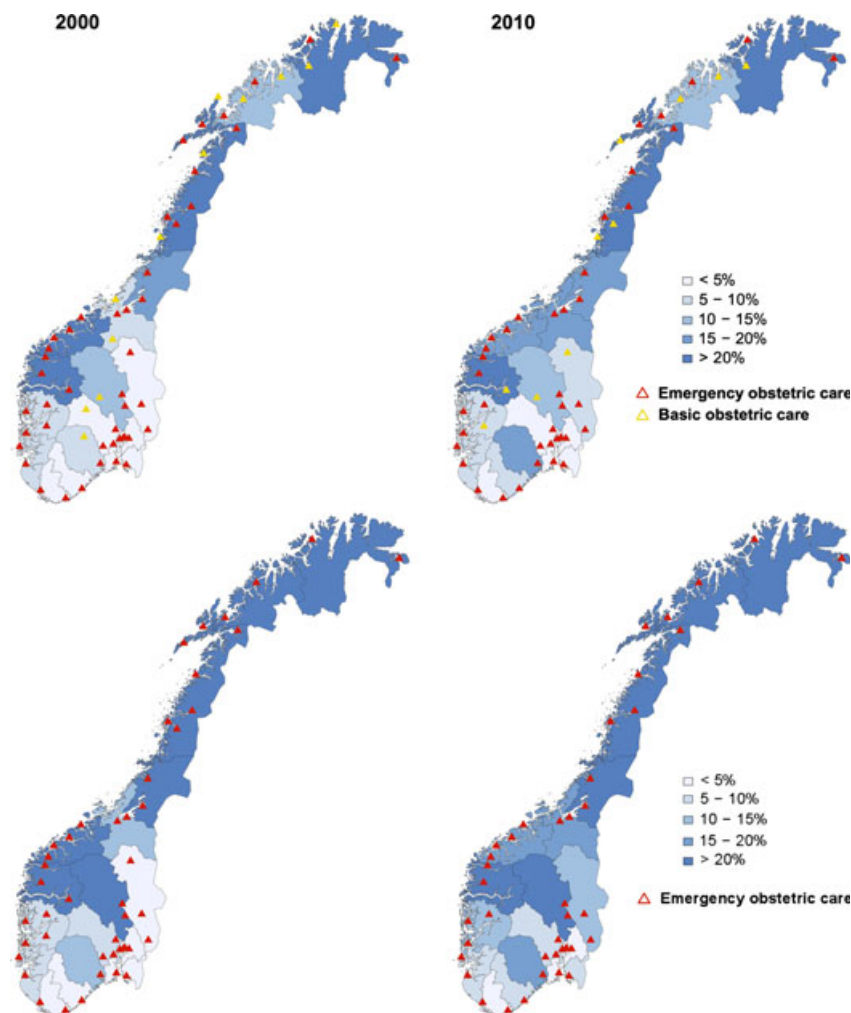 2000
2010
< 5%
5 – 10%
10 – 15%
15 – 20%
> 20%
Emergency obstetric care
Basic obstetric care
< 5%
5 – 10%
10 – 15%
15 – 20%
> 20%
Emergency obstetric care